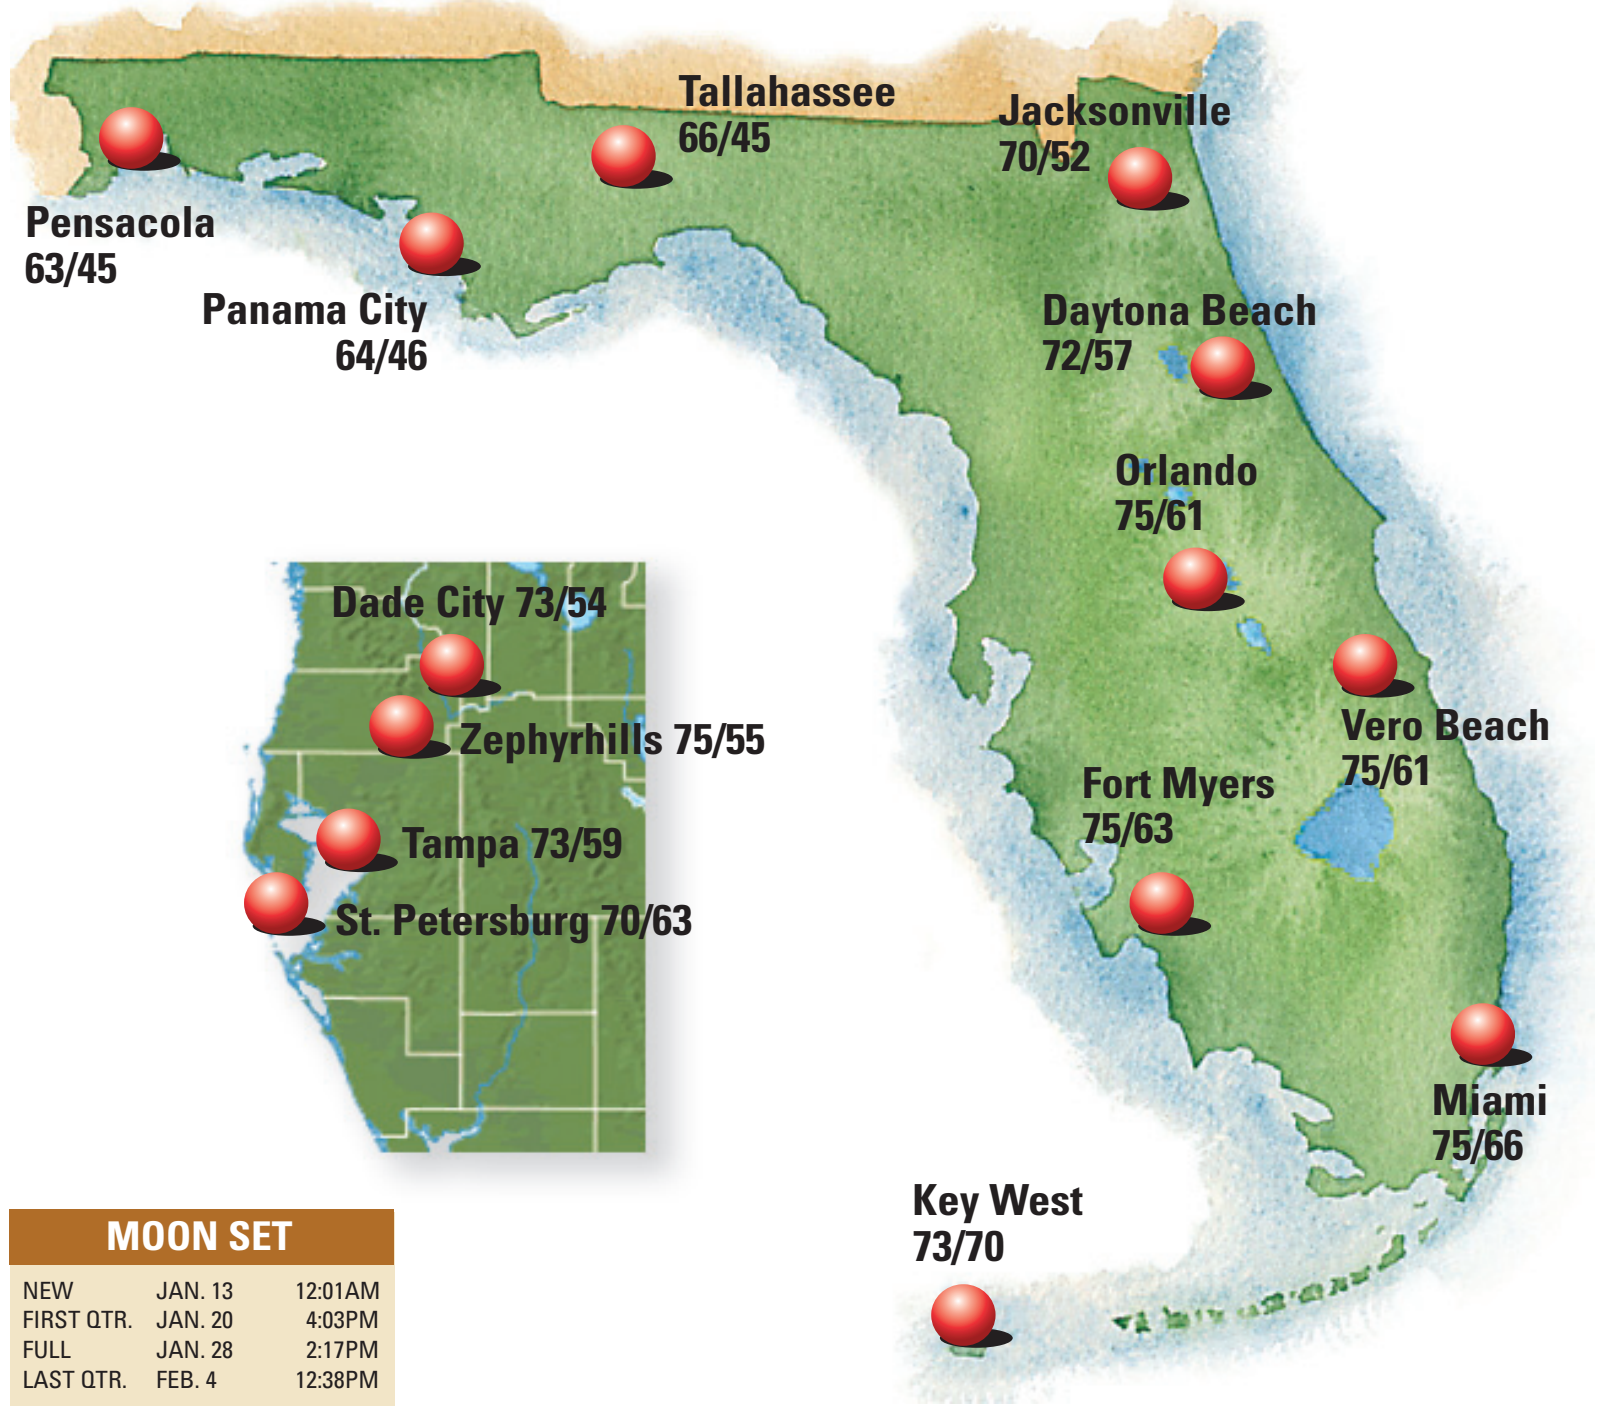 Tallahassee
66/45
Jacksonville
70/52
Pensacola
63/45
Panama City
64/46
Daytona Beach
72/57
Orlando
75/61
Dade City 73/54
Zephyrhills 75/55
Tampa 73/59
St. Petersburg 70/63
Vero Beach
75/61
Fort Myers
75/63
Miami
75/66
Key West
73/70
MOON SET
NEW JAN. 13 12:01AM
FIRST QTR. JAN. 20 4:03PM
FULL JAN. 28 2:17PM
LAST QTR. FEB. 4 12:38PM